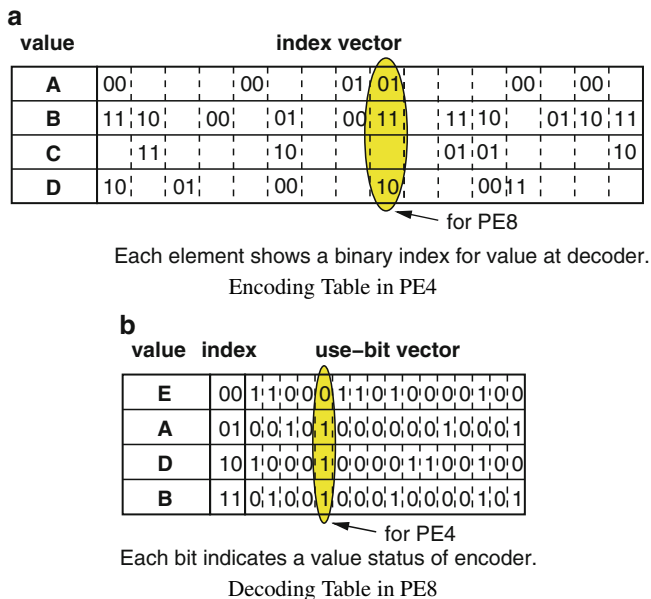 a
value index vector
A 00 00 01 01 00 00
B 11 10 00 01 00 11 11 10 01 10 11
C 11 10 01 01 10
D 10 01 00 10 00 11
for PE8
Each element shows a binary index for value at decoder.
Encoding Table in PE4
b
value index use-bit vector
E 00 1 1 0 0 0 1 1 0 1 0 0 0 0 1 0 0
A 01 0 0 1 0 1 0 0 0 0 0 0 1 0 0 0 1
D 10 1 0 0 0 1 0 0 0 0 1 1 0 0 1 0 0
B 11 0 1 0 0 1 0 0 0 1 0 0 0 0 1 0 1
for PE4
Each bit indicates a value status of encoder.
Decoding Table in PE8